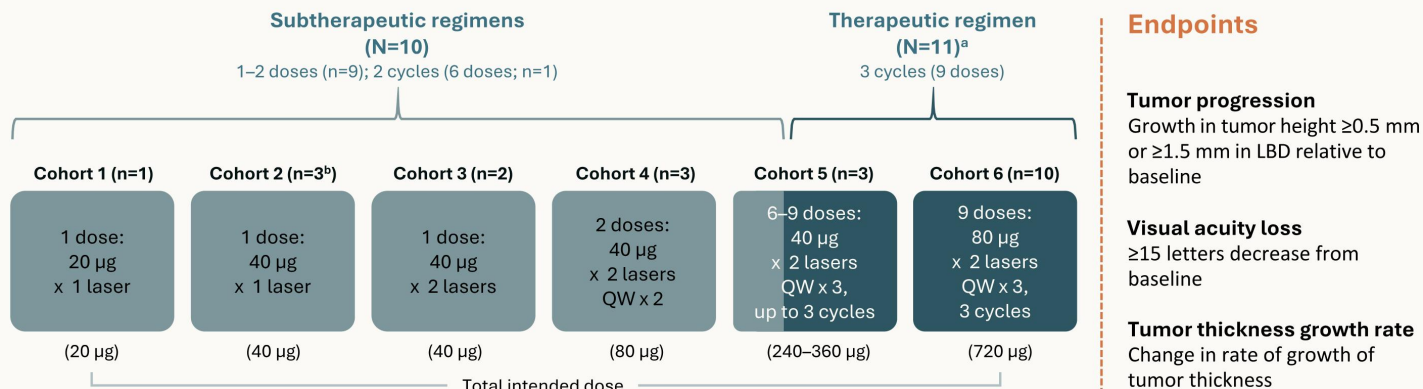 Subtherapeutic regimens
(N=10)
1–2 doses (n=9); 2 cycles (6 doses; n=1)
Therapeutic regimen
(N=11)ᵃ
3 cycles (9 doses)
Cohort 1 (n=1)
1 dose:
20 µg
x 1 laser
(20 µg)
Cohort 2 (n=3ᵇ)
1 dose:
40 µg
x 1 laser
(40 µg)
Cohort 3 (n=2)
1 dose:
40 µg
x 2 lasers
(40 µg)
Cohort 4 (n=3)
2 doses:
40 µg
x 2 lasers
QW x 2
(80 µg)
Cohort 5 (n=3)
6–9 doses:
40 µg
x 2 lasers
QW x 3,
up to 3 cycles
(240–360 µg)
Cohort 6 (n=10)
9 doses:
80 µg
x 2 lasers
QW x 3,
3 cycles
(720 µg)
Total intended dose
Endpoints
Tumor progression
Growth in tumor height ≥0.5 mm
or ≥1.5 mm in LBD relative to
baseline
Visual acuity loss
≥15 letters decrease from
baseline
Tumor thickness growth rate
Change in rate of growth of
tumor thickness